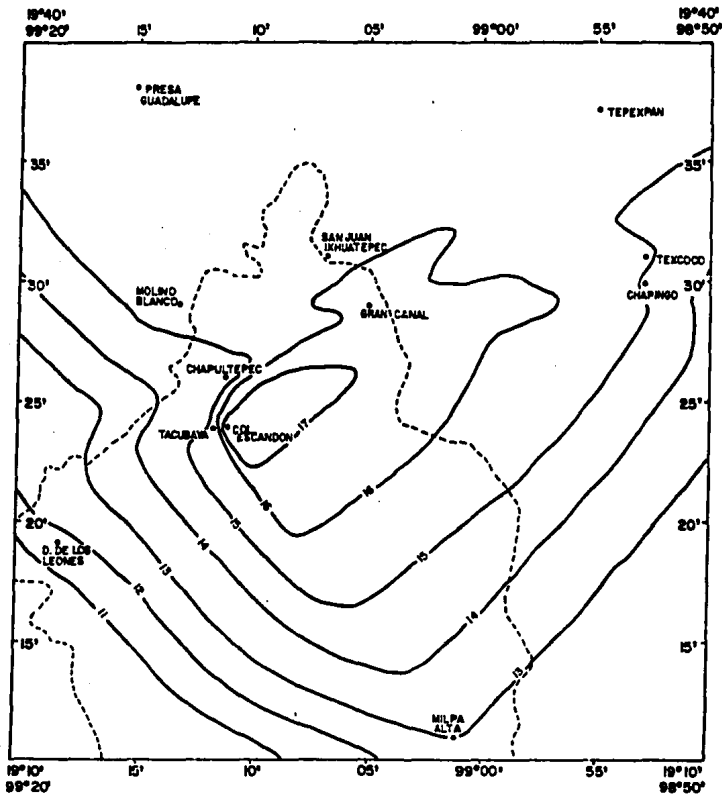 19°40'
99°20'
15'
10'
05'
99°00'
55'
19°40'
98°50'
PRESA
GUADALUPE
TEPEXPAN
35'
35'
SAN JUAN
IXHUATEPEC
TEXCOCO
30'
30'
MOLINO
BLANCO
CHAPINGO
GRAN CANAL
CHAPULTEPEC
25'
25'
TACUBAYA
COL.
ESCANDON
17
16
16
20'
20'
D. DE LOS
LEONES
15
15
14
13
12
11
14
15'
15'
13
MILPA
ALTA
19°10'
99°20'
15'
10'
05'
99°00'
55'
19°10'
98°50'